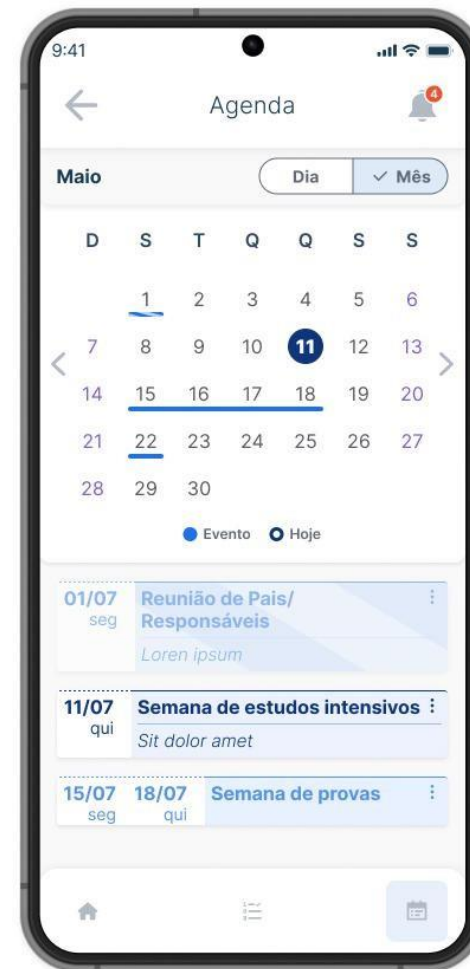 9:41
Agenda
4
Maio
Dia
Mês
D S T Q Q S S
1 2 3 4 5 6
7 8 9 10 11 12 13
14 15 16 17 18 19 20
21 22 23 24 25 26 27
28 29 30
Evento Hoje
01/07 Reunião de Pais/
seg Responsáveis
Loren ipsum
11/07 Semana de estudos intensivos
qui Sit dolor amet
15/07 18/07 Semana de provas
seg qui